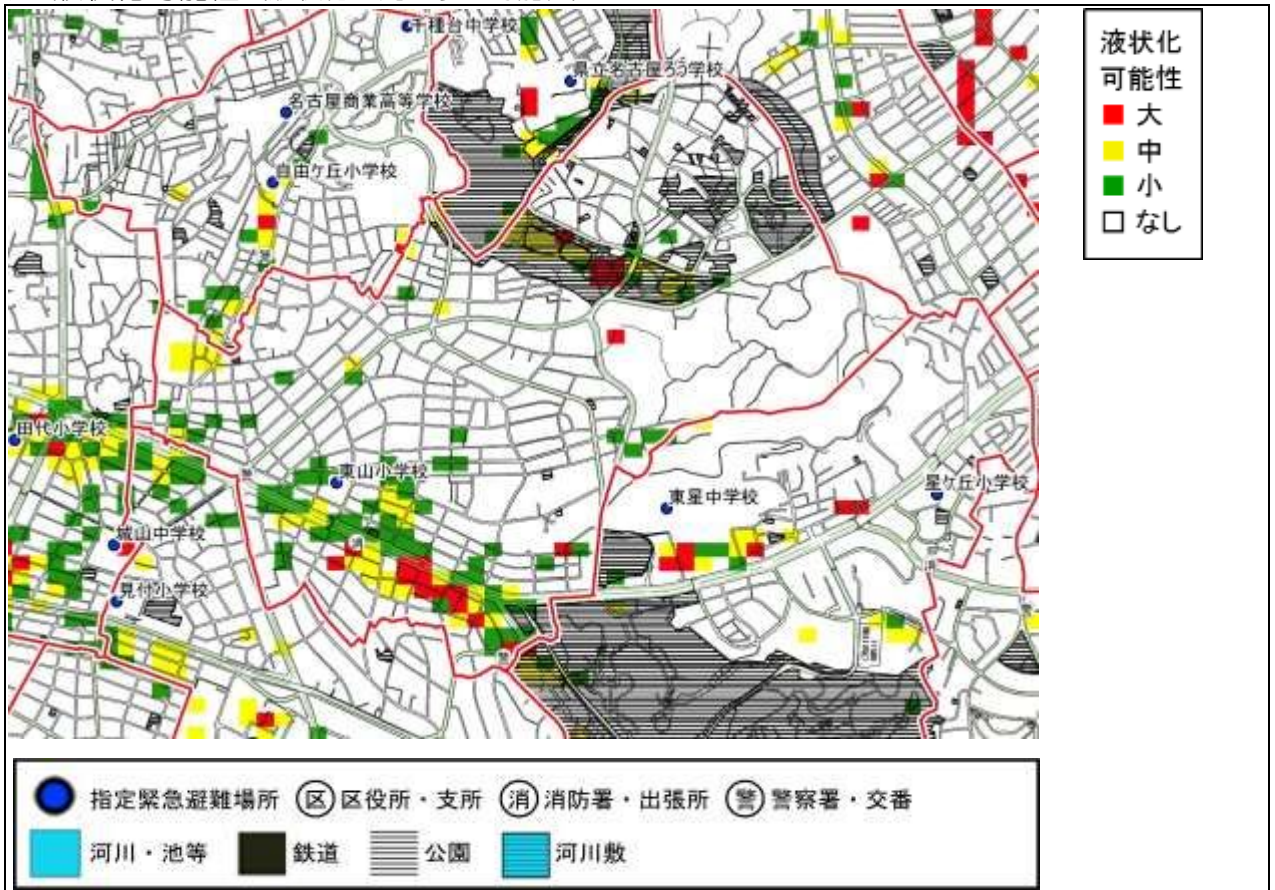 千種台中学校
県立名古屋ろう学校
名古屋商業高等学校
自由ケ丘小学校
田代小学校
東山小学校
東星中学校
星ケ丘小学校
城山中学校
見付小学校
消
液状化
可能性
大
中
小
なし
指定緊急避難場所 区 区役所・支所 消 消防署・出張所 警 警察署・交番
河川・池等 鉄道 公園 河川敷